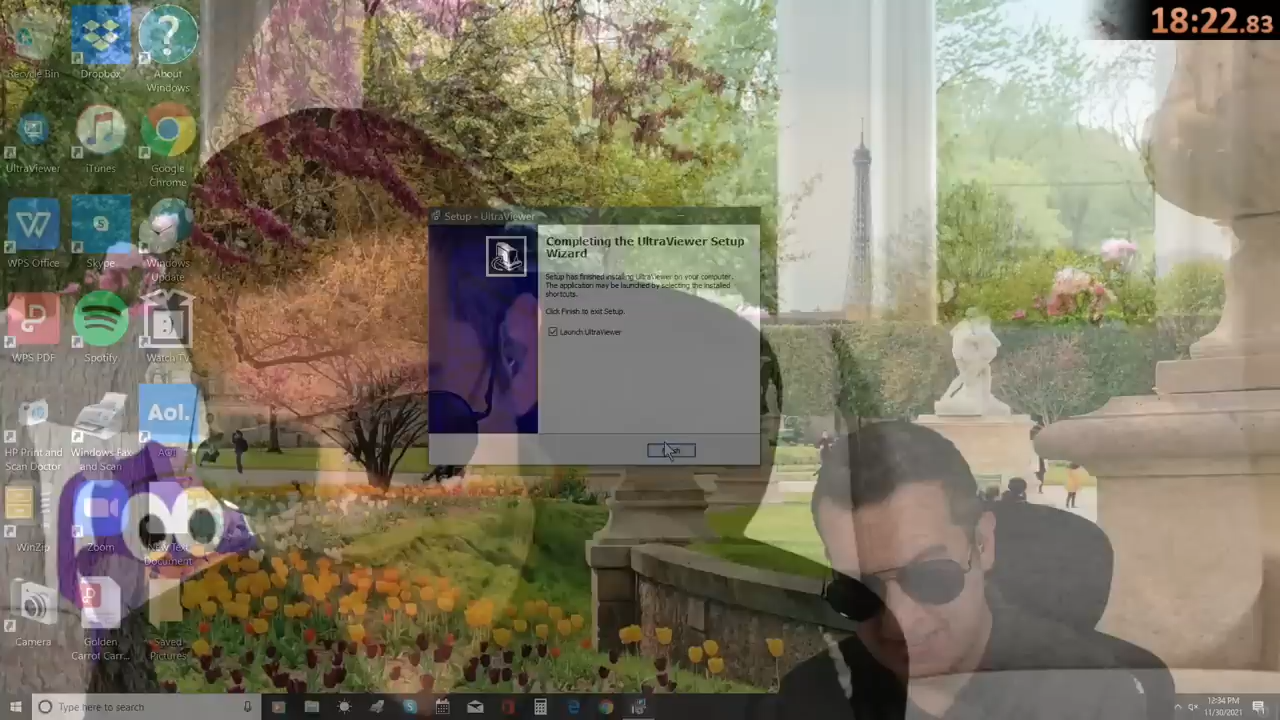 18:22.83
Recycle Bin
Dropbox
About
Windows
UltraViewer
iTunes
Google
Chrome
WPS Office
Skype
Windows
Update
WPS PDF
Spotify
Watch TV
HP Print and
Scan Doctor
Windows Fax
and Scan
Aol.
AOL
WinZip
Zoom
NEW Text
Document
Camera
Golden
Carrot Carr...
Saved
Pictures
Setup - UltraViewer
Completing the UltraViewer Setup
Wizard
Setup has finished installing UltraViewer on your computer.
The application may be launched by selecting the installed
shortcuts.
Click Finish to exit Setup.
Launch UltraViewer
Type here to search
12:34 PM
11/30/2021